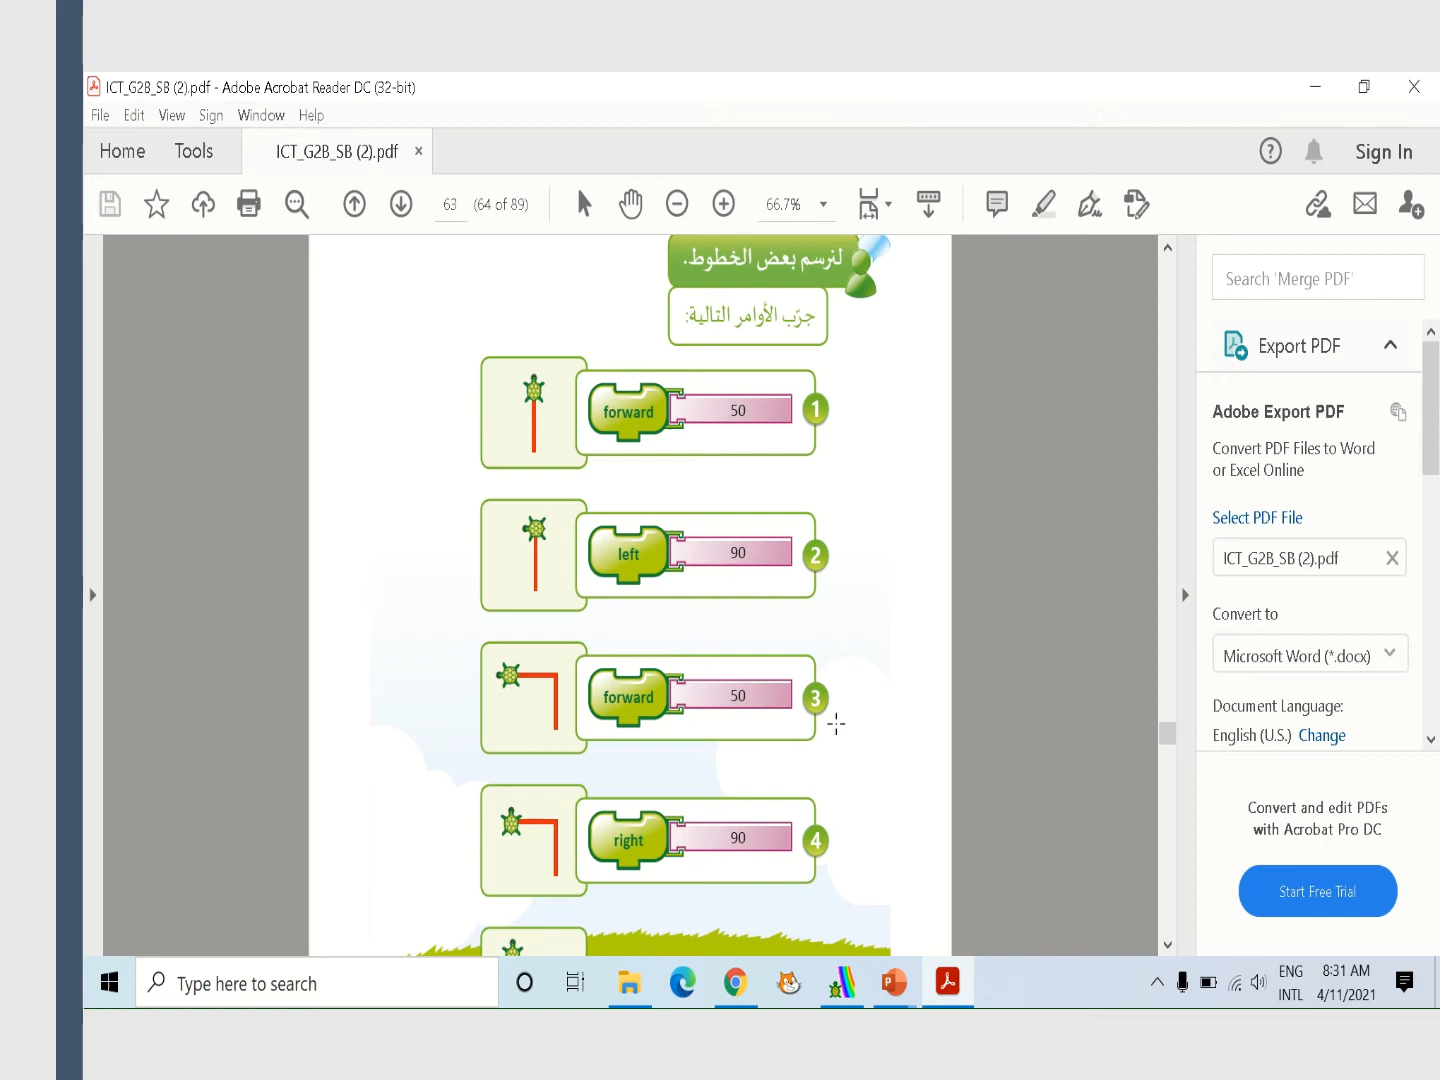 ICT_G2B_SB (2).pdf - Adobe Acrobat Reader DC (32-bit)
File Edit View Sign Window Help
Home Tools ICT_G2B_SB (2).pdf × Sign In
63 (64 of 89) 66.7%
لنرسم بعض الخطوط.
جرّب الأوامر التالية:
forward 50 1
left 90 2
forward 50 3
right 90 4
Search 'Merge PDF'
Export PDF
Adobe Export PDF
Convert PDF Files to Word
or Excel Online
Select PDF File
ICT_G2B_SB (2).pdf
Convert to
Microsoft Word (*.docx)
Document Language:
English (U.S.) Change
Convert and edit PDFs
with Acrobat Pro DC
Start Free Trial
Type here to search
ENG
INTL
8:31 AM
4/11/2021